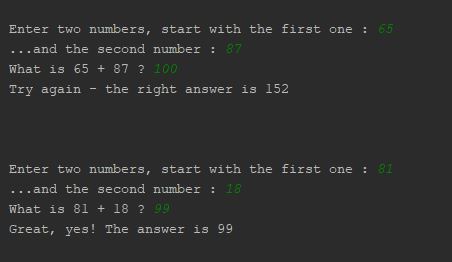 Enter two numbers, start with the first one : 65
...and the second number : 87
What is 65 + 87 ? 100
Try again - the right answer is 152
Enter two numbers, start with the first one : 81
...and the second number : 18
What is 81 + 18 ? 99
Great, yes! The answer is 99